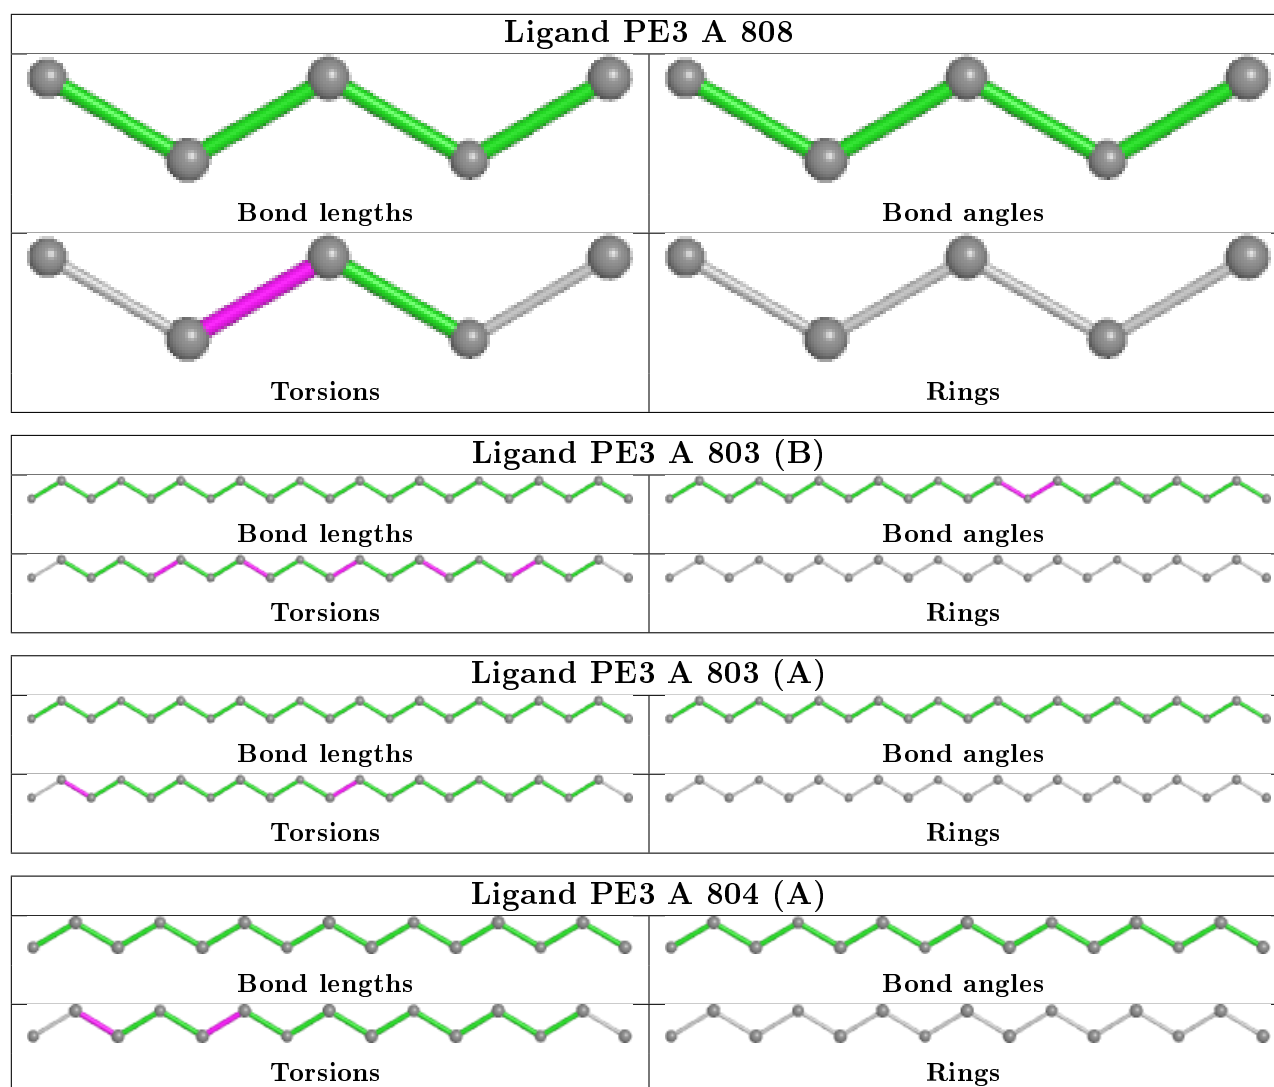 Ligand PE3 A 808
Bond lengths
Bond angles
Torsions
Rings
Ligand PE3 A 803 (B)
Bond lengths
Bond angles
Torsions
Rings
Ligand PE3 A 803 (A)
Bond lengths
Bond angles
Torsions
Rings
Ligand PE3 A 804 (A)
Bond lengths
Bond angles
Torsions
Rings